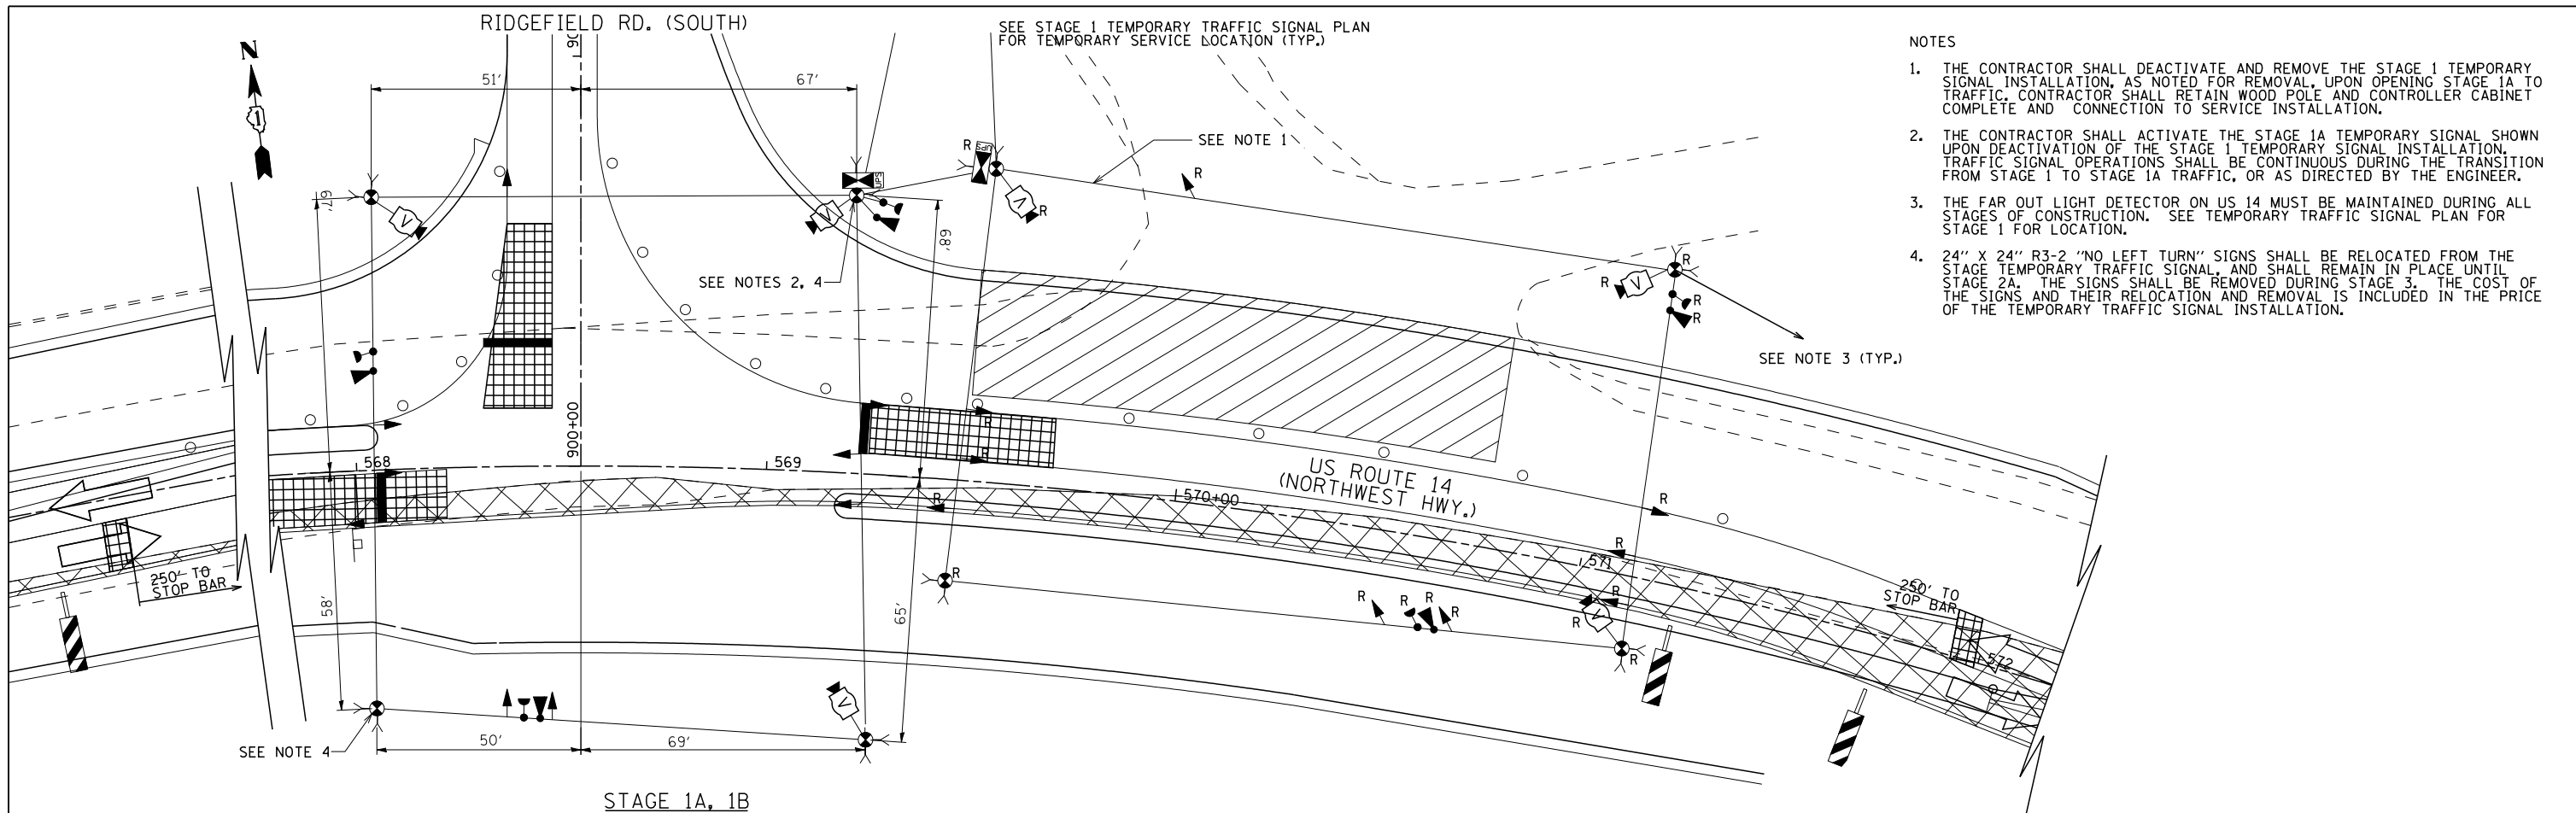 RIDGEFIELD RD. (SOUTH)
SEE STAGE 1 TEMPORARY TRAFFIC SIGNAL PLAN
FOR TEMPORARY SERVICE LOCATION (TYP.)
N
1
51'
67'
90
SEE NOTE 1
R
UPS
UPS
R
V
V
V
R
67'
68'
SEE NOTES 2, 4
R
R
V
R
R
SEE NOTE 3 (TYP.)
900+00
568
569
R
R
US ROUTE 14
(NORTHWEST HWY.)
570+00
R
R
R
571
250' TO
STOP BAR
250' TO
STOP BAR
58'
65'
R
R
R
R
R
R
R
V
R
572
V
SEE NOTE 4
50'
69'
STAGE 1A, 1B
NOTES
1. THE CONTRACTOR SHALL DEACTIVATE AND REMOVE THE STAGE 1 TEMPORARY
SIGNAL INSTALLATION, AS NOTED FOR REMOVAL, UPON OPENING STAGE 1A TO
TRAFFIC. CONTRACTOR SHALL RETAIN WOOD POLE AND CONTROLLER CABINET
COMPLETE AND CONNECTION TO SERVICE INSTALLATION.
2. THE CONTRACTOR SHALL ACTIVATE THE STAGE 1A TEMPORARY SIGNAL SHOWN
UPON DEACTIVATION OF THE STAGE 1 TEMPORARY SIGNAL INSTALLATION.
TRAFFIC SIGNAL OPERATIONS SHALL BE CONTINUOUS DURING THE TRANSITION
FROM STAGE 1 TO STAGE 1A TRAFFIC, OR AS DIRECTED BY THE ENGINEER.
3. THE FAR OUT LIGHT DETECTOR ON US 14 MUST BE MAINTAINED DURING ALL
STAGES OF CONSTRUCTION. SEE TEMPORARY TRAFFIC SIGNAL PLAN FOR
STAGE 1 FOR LOCATION.
4. 24" X 24" R3-2 "NO LEFT TURN" SIGNS SHALL BE RELOCATED FROM THE
STAGE TEMPORARY TRAFFIC SIGNAL, AND SHALL REMAIN IN PLACE UNTIL
STAGE 2A. THE SIGNS SHALL BE REMOVED DURING STAGE 3. THE COST OF
THE SIGNS AND THEIR RELOCATION AND REMOVAL IS INCLUDED IN THE PRICE
OF THE TEMPORARY TRAFFIC SIGNAL INSTALLATION.